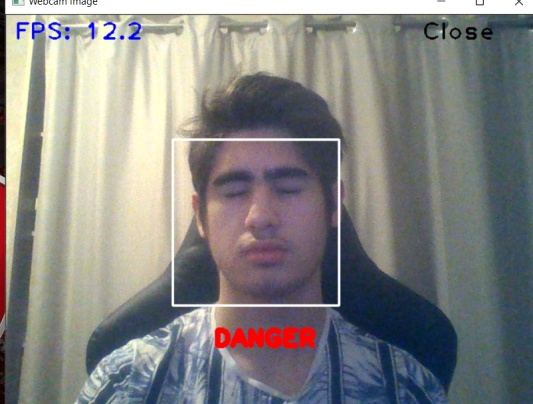 Webcam image
FPS: 12.2
Close
DANGER